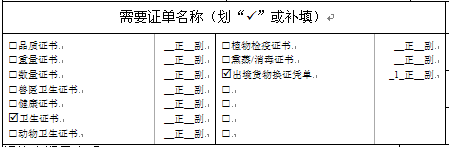 需要证单名称（划“✓”或补填）
□品质证书 __正__副 □植物检疫证书 __正__副
□重量证书 __正__副 □熏蒸/消毒证书 __正__副
□数量证书 __正__副 ☑出境货物换证凭单 _1_正__副
□兽医卫生证书 __正__副 □
□健康证书 __正__副 □
☑卫生证书 __正__副 □
□动物卫生证书 __正__副 □